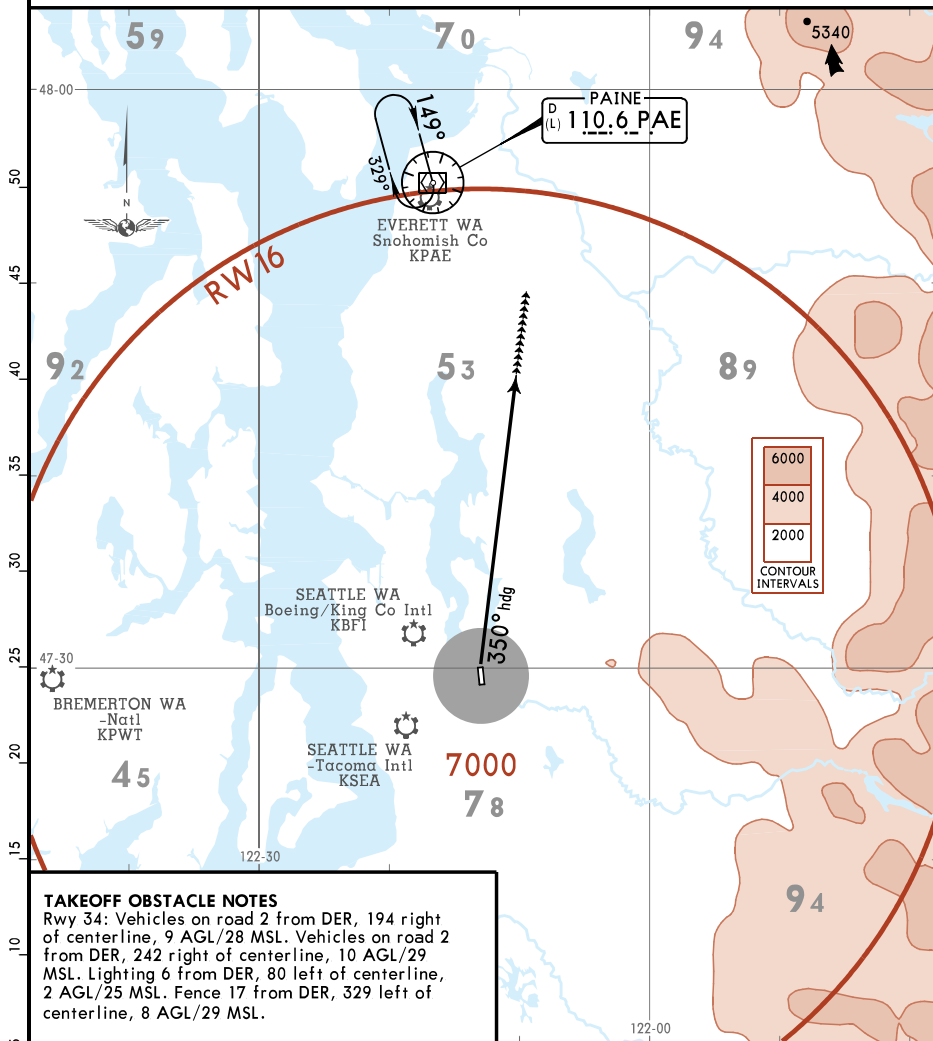 59
70
94
5340
48-00
PAINE
D
(L) 110.6 PAE
149°
329°
N
50
EVERETT WA
Snohomish Co
KPAE
RW16
45
92
53
89
40
6000
4000
2000
CONTOUR
INTERVALS
35
30
SEATTLE WA
Boeing/King Co Intl
KBFI
350° hdg
25
47-30
BREMERTON WA
-Natl
KPWT
SEATTLE WA
-Tacoma Intl
KSEA
20
45
7000
78
15
122-30
94
TAKEOFF OBSTACLE NOTES
Rwy 34: Vehicles on road 2 from DER, 194 right
of centerline, 9 AGL/28 MSL. Vehicles on road 2
from DER, 242 right of centerline, 10 AGL/29
MSL. Lighting 6 from DER, 80 left of centerline,
2 AGL/25 MSL. Fence 17 from DER, 329 left of
centerline, 8 AGL/29 MSL.
10
122-00